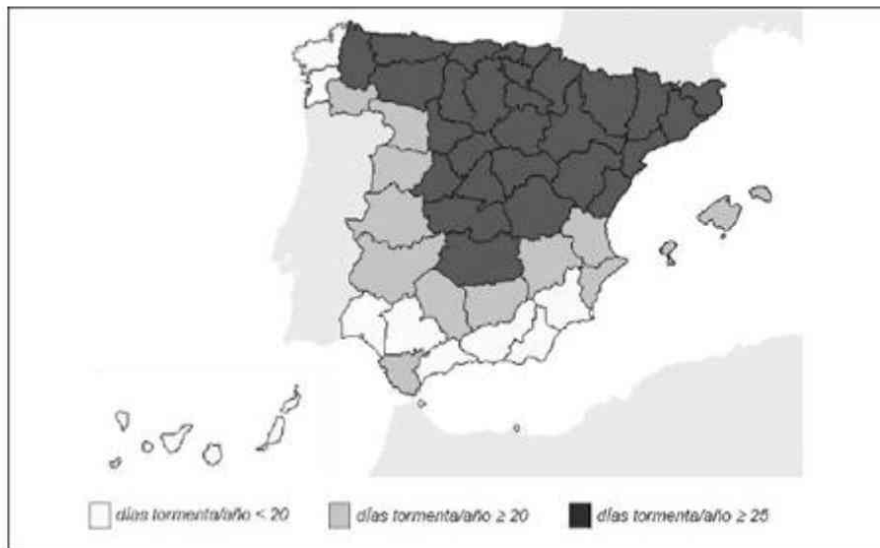 días tormenta/año < 20
días tormenta/año ≥ 20
días tormenta/año ≥ 25